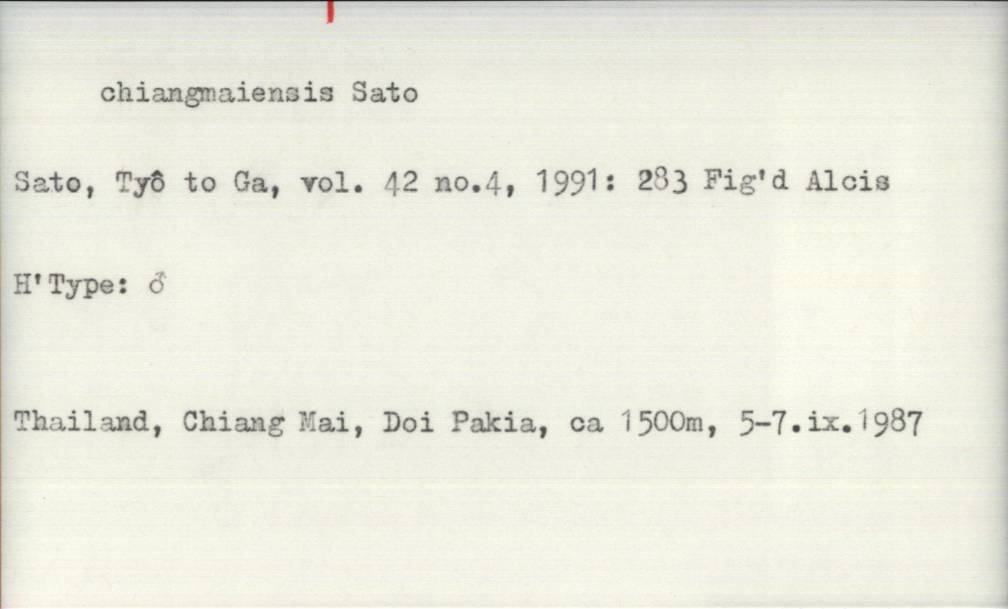 chiangmaiensis Sato
Sato, Tyô to Ga, vol. 42 no.4, 1991: 283 Fig'd Alcis
H'Type: ♂
Thailand, Chiang Mai, Doi Pakia, ca 1500m, 5-7.ix.1987